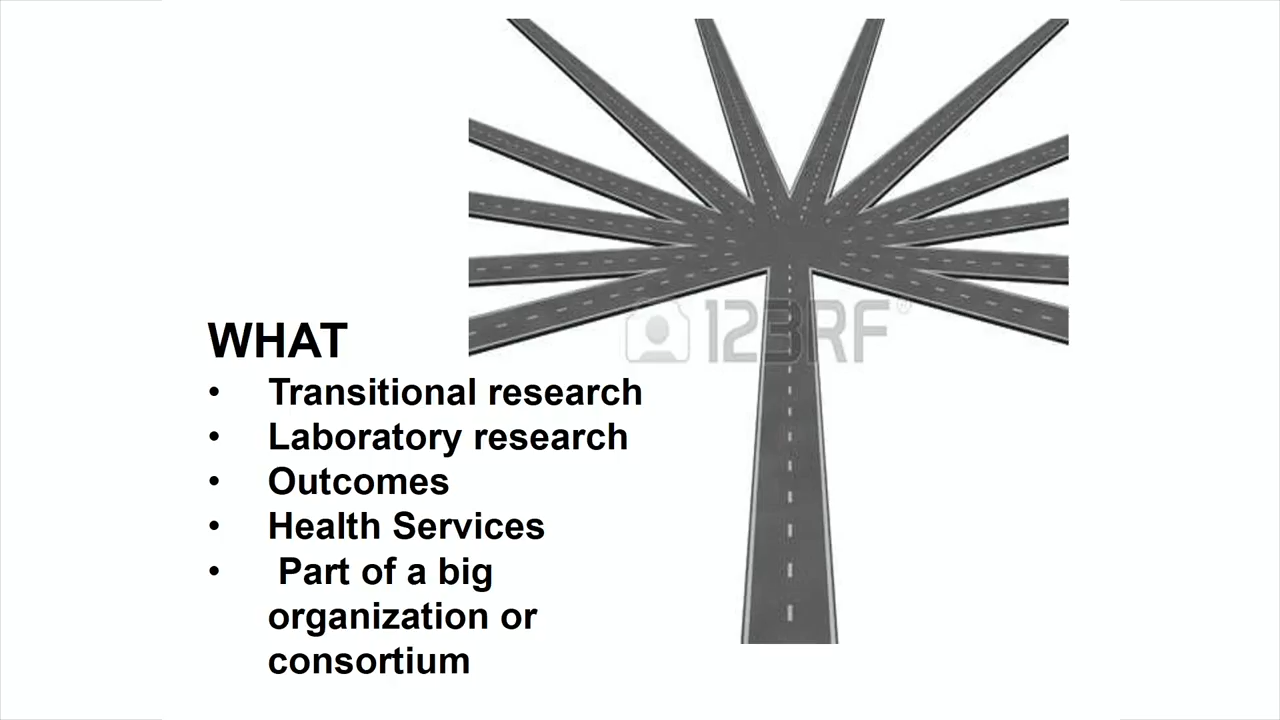 WHAT
• Transitional research
• Laboratory research
• Outcomes
• Health Services
• Part of a big
organization or
consortium
123RF®